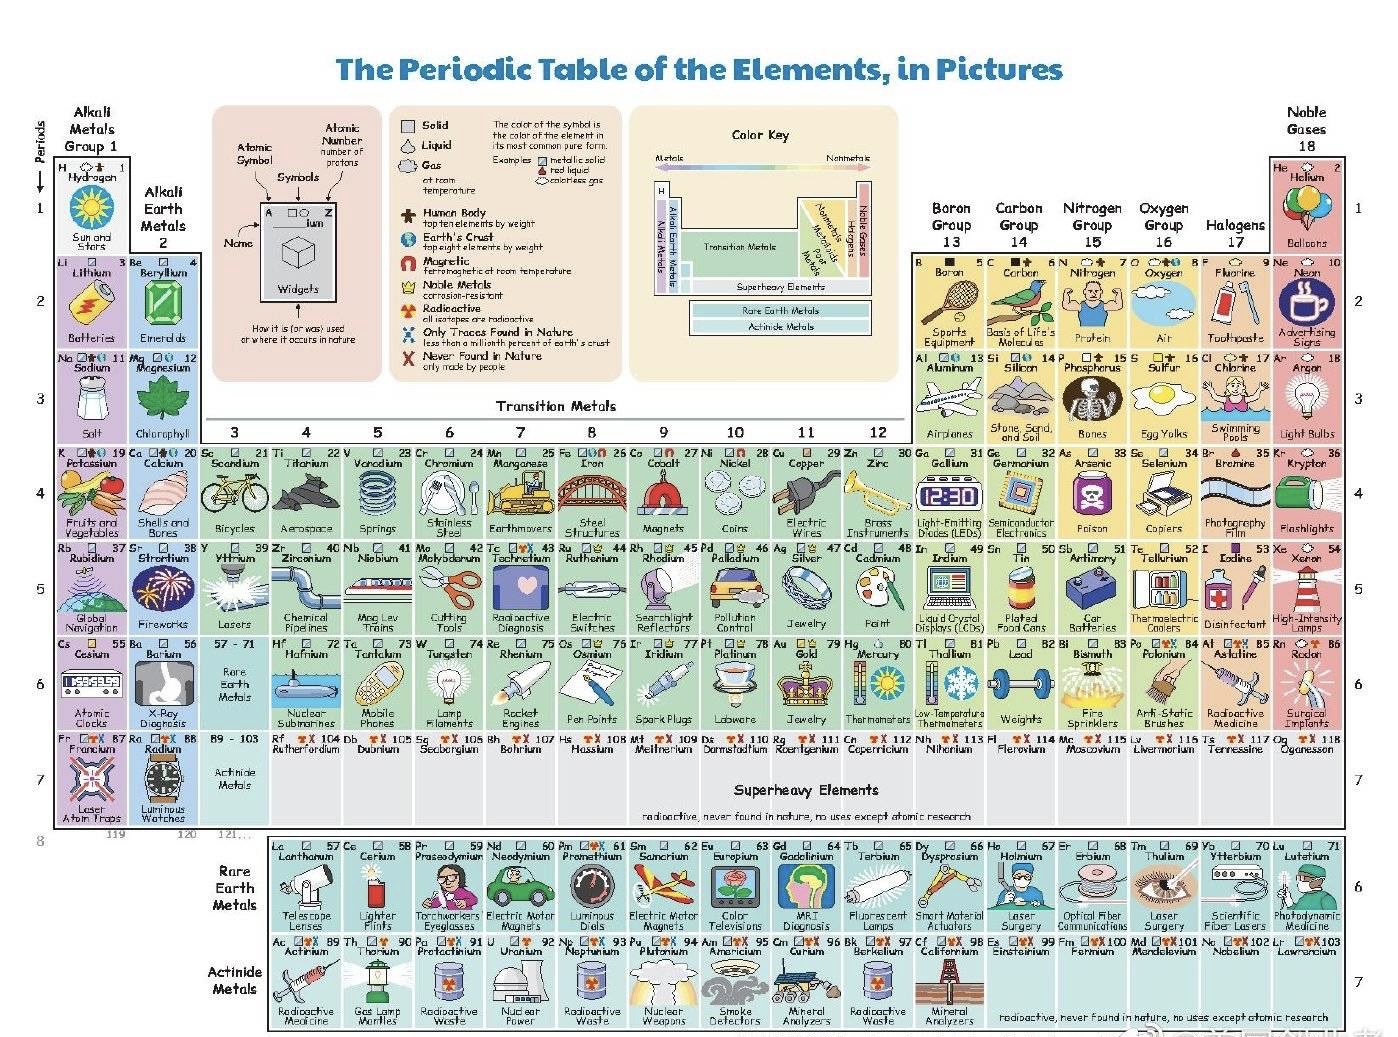 The Periodic Table of the Elements, in Pictures
Alkali
Metals
Group 1
Alkali
Earth
Metals
2
Periods
Atomic
Symbol
Atomic
Number
number of
protons
Symbols
Name
A Z
ium
Widgets
How it is (or was) used
or where it occurs in nature
Solid
Liquid
Gas
at room
temperature
The color of the symbol is
the color of the element in
its most common pure form.
Examples
metallic solid
red liquid
colorless gas
Human Body
top ten elements by weight
Earth's Crust
top eight elements by weight
Magnetic
ferromagnetic at room temperature
Noble Metals
corrosion-resistant
Radioactive
all isotopes are radioactive
Only Traces Found in Nature
less than a millionth percent of earth's crust
Never Found in Nature
only made by people
Color Key
Metals Nonmetals
H
Alkali Metals
Alkali Earth Metals
Transition Metals
Nonmetals
Metalloids
Poor Metals
Halogens
Noble Gases
Superheavy Elements
Rare Earth Metals
Actinide Metals
Boron
Group
13
Carbon
Group
14
Nitrogen
Group
15
Oxygen
Group
16
Halogens
17
Noble
Gases
18
Transition Metals
3 4 5 6 7 8 9 10 11 12
1
H 1 Hydrogen Sun and Stars
He 2 Helium Balloons
1
2
Li 3 Lithium Batteries
Be 4 Beryllium Emeralds
B 5 Boron Sports Equipment
C 6 Carbon Basis of Life's Molecules
N 7 Nitrogen Protein
O 8 Oxygen Air
F 9 Fluorine Toothpaste
Ne 10 Neon Advertising Signs
2
3
Na 11 Sodium Salt
Mg 12 Magnesium Chlorophyll
Al 13 Aluminum Airplanes
Si 14 Silicon Stone, Sand, and Soil
P 15 Phosphorus Bones
S 16 Sulfur Egg Yolks
Cl 17 Chlorine Swimming Pools
Ar 18 Argon Light Bulbs
3
4
K 19 Potassium Fruits and Vegetables
Ca 20 Calcium Shells and Bones
Sc 21 Scandium Bicycles
Ti 22 Titanium Aerospace
V 23 Vanadium Springs
Cr 24 Chromium Stainless Steel
Mn 25 Manganese Earthmovers
Fe 26 Iron Steel Structures
Co 27 Cobalt Magnets
Ni 28 Nickel Coins
Cu 29 Copper Electric Wires
Zn 30 Zinc Brass Instruments
Ga 31 Gallium 12:30 Light-Emitting Diodes (LEDs)
Ge 32 Germanium Semiconductor Electronics
As 33 Arsenic Poison
Se 34 Selenium Copiers
Br 35 Bromine Photography Film
Kr 36 Krypton Flashlights
4
5
Rb 37 Rubidium Global Navigation
Sr 38 Strontium Fireworks
Y 39 Yttrium Lasers
Zr 40 Zirconium Chemical Pipelines
Nb 41 Niobium Mag Lev Trains
Mo 42 Molybdenum Cutting Tools
Tc 43 Technetium Radioactive Diagnosis
Ru 44 Ruthenium Electric Switches
Rh 45 Rhodium Searchlight Reflectors
Pd 46 Palladium Pollution Control
Ag 47 Silver Jewelry
Cd 48 Cadmium Paint
In 49 Indium Liquid Crystal Displays (LCDs)
Sn 50 Tin Plated Food Cans
Sb 51 Antimony Car Batteries
Te 52 Tellurium Thermoelectric Coolers
I 53 Iodine Disinfectant
Xe 54 Xenon High-Intensity Lamps
5
6
Cs 55 Cesium Atomic Clocks
Ba 56 Barium X-Ray Diagnosis
57 - 71 Rare Earth Metals
Hf 72 Hafnium Nuclear Submarines
Ta 73 Tantalum Mobile Phones
W 74 Tungsten Lamp Filaments
Re 75 Rhenium Rocket Engines
Os 76 Osmium Pen Points
Ir 77 Iridium Spark Plugs
Pt 78 Platinum Labware
Au 79 Gold Jewelry
Hg 80 Mercury Thermometers
Tl 81 Thallium Low-Temperature Thermometers
Pb 82 Lead Weights
Bi 83 Bismuth Fire Sprinklers
Po 84 Polonium Anti-Static Brushes
At 85 Astatine Radioactive Medicine
Rn 86 Radon Surgical Implants
6
7
Fr 87 Francium Laser Atom Traps
Ra 88 Radium Luminous Watches
89 - 103 Actinide Metals
Rf 104 Rutherfordium
Db 105 Dubnium
Sg 106 Seaborgium
Bh 107 Bohrium
Hs 108 Hassium
Mt 109 Meitnerium
Ds 110 Darmstadtium
Rg 111 Roentgenium
Cn 112 Copernicium
Nh 113 Nihonium
Fl 114 Flerovium
Mc 115 Moscovium
Lv 116 Livermorium
Ts 117 Tennessine
Og 118 Oganesson
7
Superheavy Elements
radioactive, never found in nature, no uses except atomic research
8 119 120 121...
Rare
Earth
Metals
La 57 Lanthanum Telescope Lenses
Ce 58 Cerium Lighter Flints
Pr 59 Praseodymium Torchworkers Eyeglasses
Nd 60 Neodymium Electric Motor Magnets
Pm 61 Promethium Luminous Dials
Sm 62 Samarium Electric Motor Magnets
Eu 63 Europium Color Televisions
Gd 64 Gadolinium MRI Diagnosis
Tb 65 Terbium Fluorescent Lamps
Dy 66 Dysprosium Smart Material Actuators
Ho 67 Holmium Laser Surgery
Er 68 Erbium Optical Fiber Communications
Tm 69 Thulium Laser Surgery
Yb 70 Ytterbium Scientific Fiber Lasers
Lu 71 Lutetium Photodynamic Medicine
6
Actinide
Metals
Ac 89 Actinium Radioactive Medicine
Th 90 Thorium Gas Lamp Mantles
Pa 91 Protactinium Radioactive Waste
U 92 Uranium Nuclear Power
Np 93 Neptunium Radioactive Waste
Pu 94 Plutonium Nuclear Weapons
Am 95 Americium Smoke Detectors
Cm 96 Curium Mineral Analyzers
Bk 97 Berkelium Radioactive Waste
Cf 98 Californium Mineral Analyzers
Es 99 Einsteinium
Fm 100 Fermium
Md 101 Mendelevium
No 102 Nobelium
Lr 103 Lawrencium
7
radioactive, never found in nature, no uses except atomic research